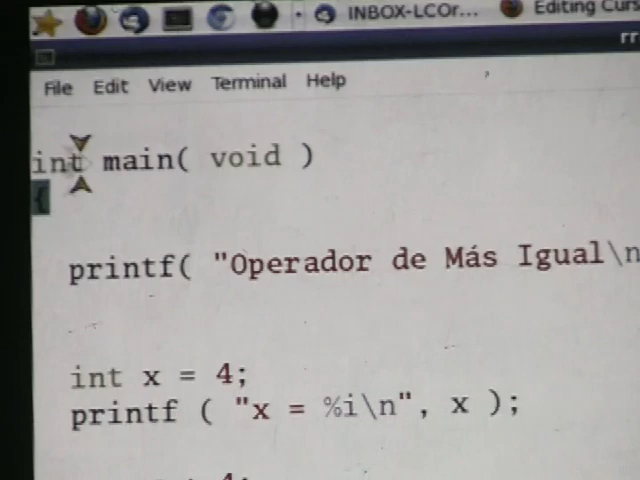 INBOX-LCOr...
Editing Curs
rr
File Edit View Terminal Help
int main( void )
{
printf( "Operador de Más Igual\n
int x = 4;
printf ( "x = %i\n", x );